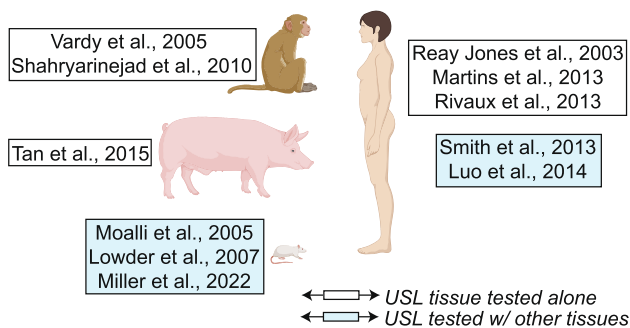 Vardy et al., 2005
Shahryarinejad et al., 2010
Reay Jones et al., 2003
Martins et al., 2013
Rivaux et al., 2013
Tan et al., 2015
Smith et al., 2013
Luo et al., 2014
Moalli et al., 2005
Lowder et al., 2007
Miller et al., 2022
USL tissue tested alone
USL tested w/ other tissues